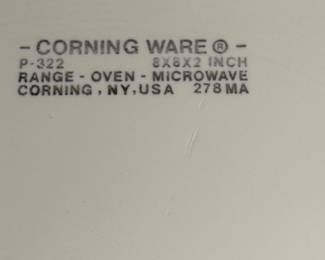 - CORNING WARE ® -
P-322 8X8X2 INCH
RANGE - OVEN - MICROWAVE
CORNING , NY, USA 278 MA